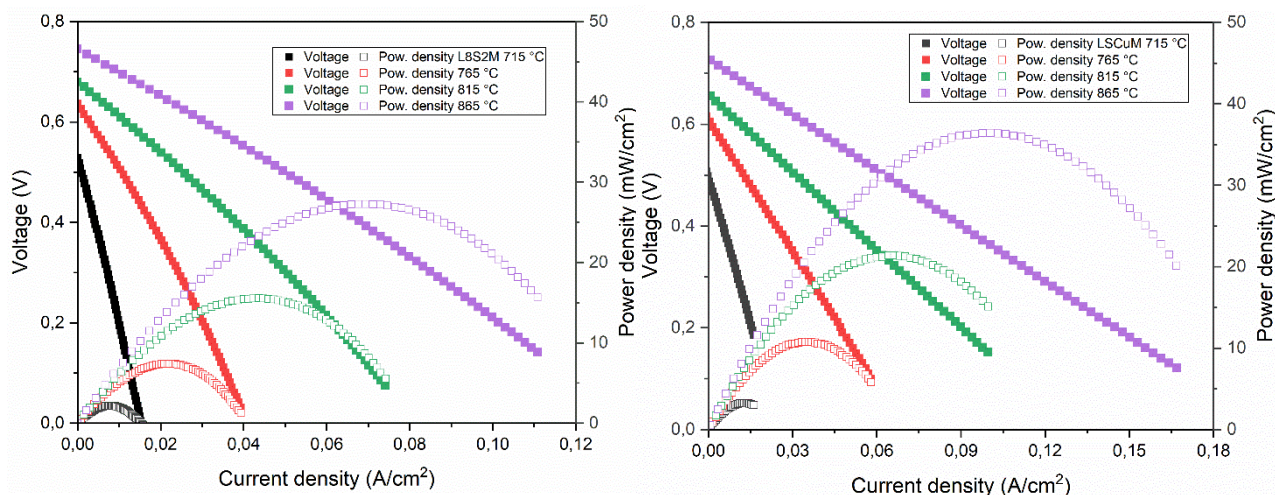 0,8
0,6
0,4
0,2
0,0
Voltage (V)
Voltage Pow. density L8S2M 715 °C
Voltage Pow. density 765 °C
Voltage Pow. density 815 °C
Voltage Pow. density 865 °C
50
40
30
20
10
0
Power density (mW/cm²)
0,00 0,02 0,04 0,06 0,08 0,10 0,12
Current density (A/cm²)
0,8
0,6
0,4
0,2
0,0
Voltage (V)
Voltage Pow. density LSCuM 715 °C
Voltage Pow. density 765 °C
Voltage Pow. density 815 °C
Voltage Pow. density 865 °C
50
40
30
20
10
0
Power density (mW/cm²)
0,00 0,03 0,06 0,09 0,12 0,15 0,18
Current density (A/cm²)